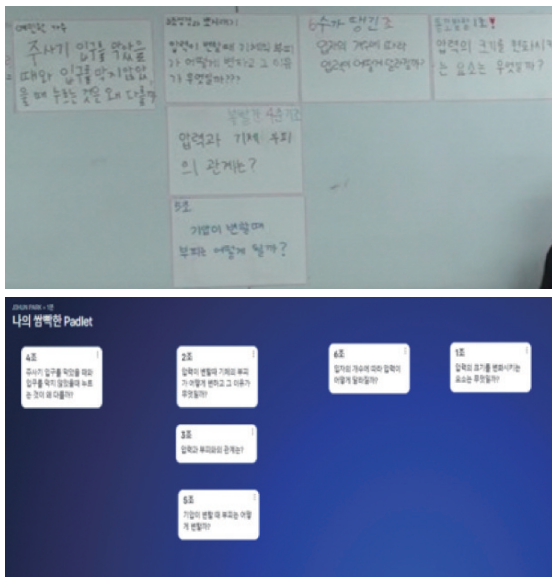 주사기 입구를 막았을
때와 입구를 막지 않았
을 때 누르는 것은 왜 다를까
압력이 변할 때 기체의 부피
가 어떻게 변하고 그 이유
가 무엇일까???
6수가 땡긴조
입자의 개수에 따라
압력이 어떻게 달라질까?
압력의 크기를 변화시키
는 요소는 무엇일까?
압력과 기체 부피
의 관계는?
5조
기압이 변할때
부피는 어떻게 될까?
JIHUN PARK • 1분
나의 쌈빡한 Padlet
4조
주사기 입구를 막았을 때와
입구를 막지 않았을때 누르
는 것이 왜 다를까?
2조
압력이 변할때 기체의 부피
가 어떻게 변하고 그 이유가
무엇일까?
6조
입자의 개수에 따라 압력이
어떻게 달라질까?
1조
압력의 크기를 변화시키는
요소는 무엇일까?
3조
압력과 부피와의 관계는?
5조
기압이 변할 때 부피는 어떻
게 변할까?